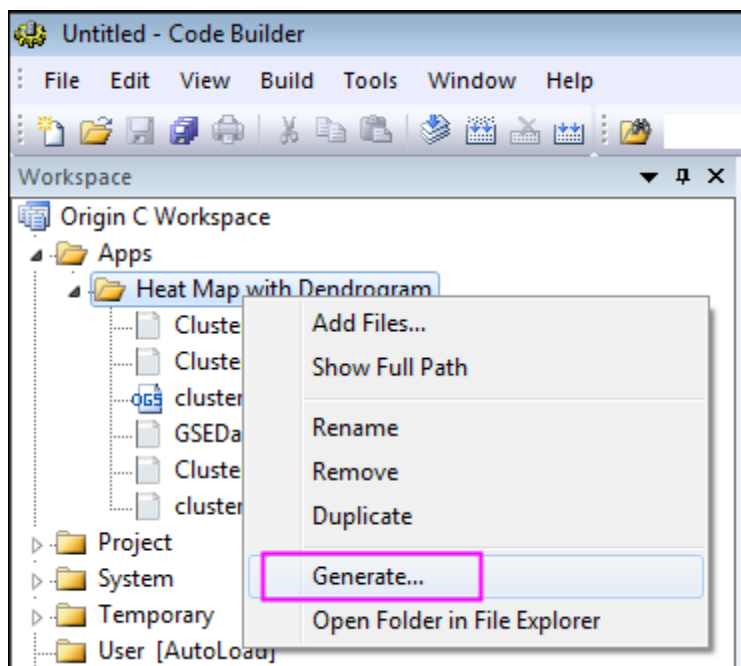 Untitled - Code Builder
File Edit View Build Tools Window Help
Workspace
Origin C Workspace
Apps
Heat Map with Dendrogram
Add Files...
Show Full Path
OGS
Rename
Remove
Duplicate
Project
Generate...
System
Temporary
Open Folder in File Explorer
User [AutoLoad]